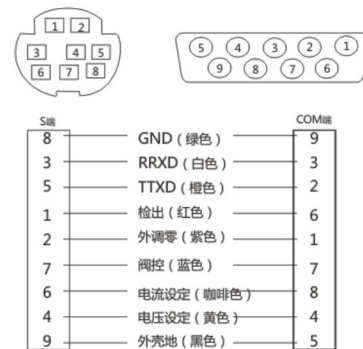 1 2
3 4 5
6 7 8
5 4 3 2 1
9 8 7 6
S端 COM端
8 GND（绿色） 9
3 RRXD（白色） 3
5 TTXD（橙色） 2
1 检出（红色） 6
2 外调零（紫色） 1
7 阀控（蓝色） 7
6 电流设定（咖啡色） 8
4 电压设定（黄色） 4
9 外壳地（黑色） 5